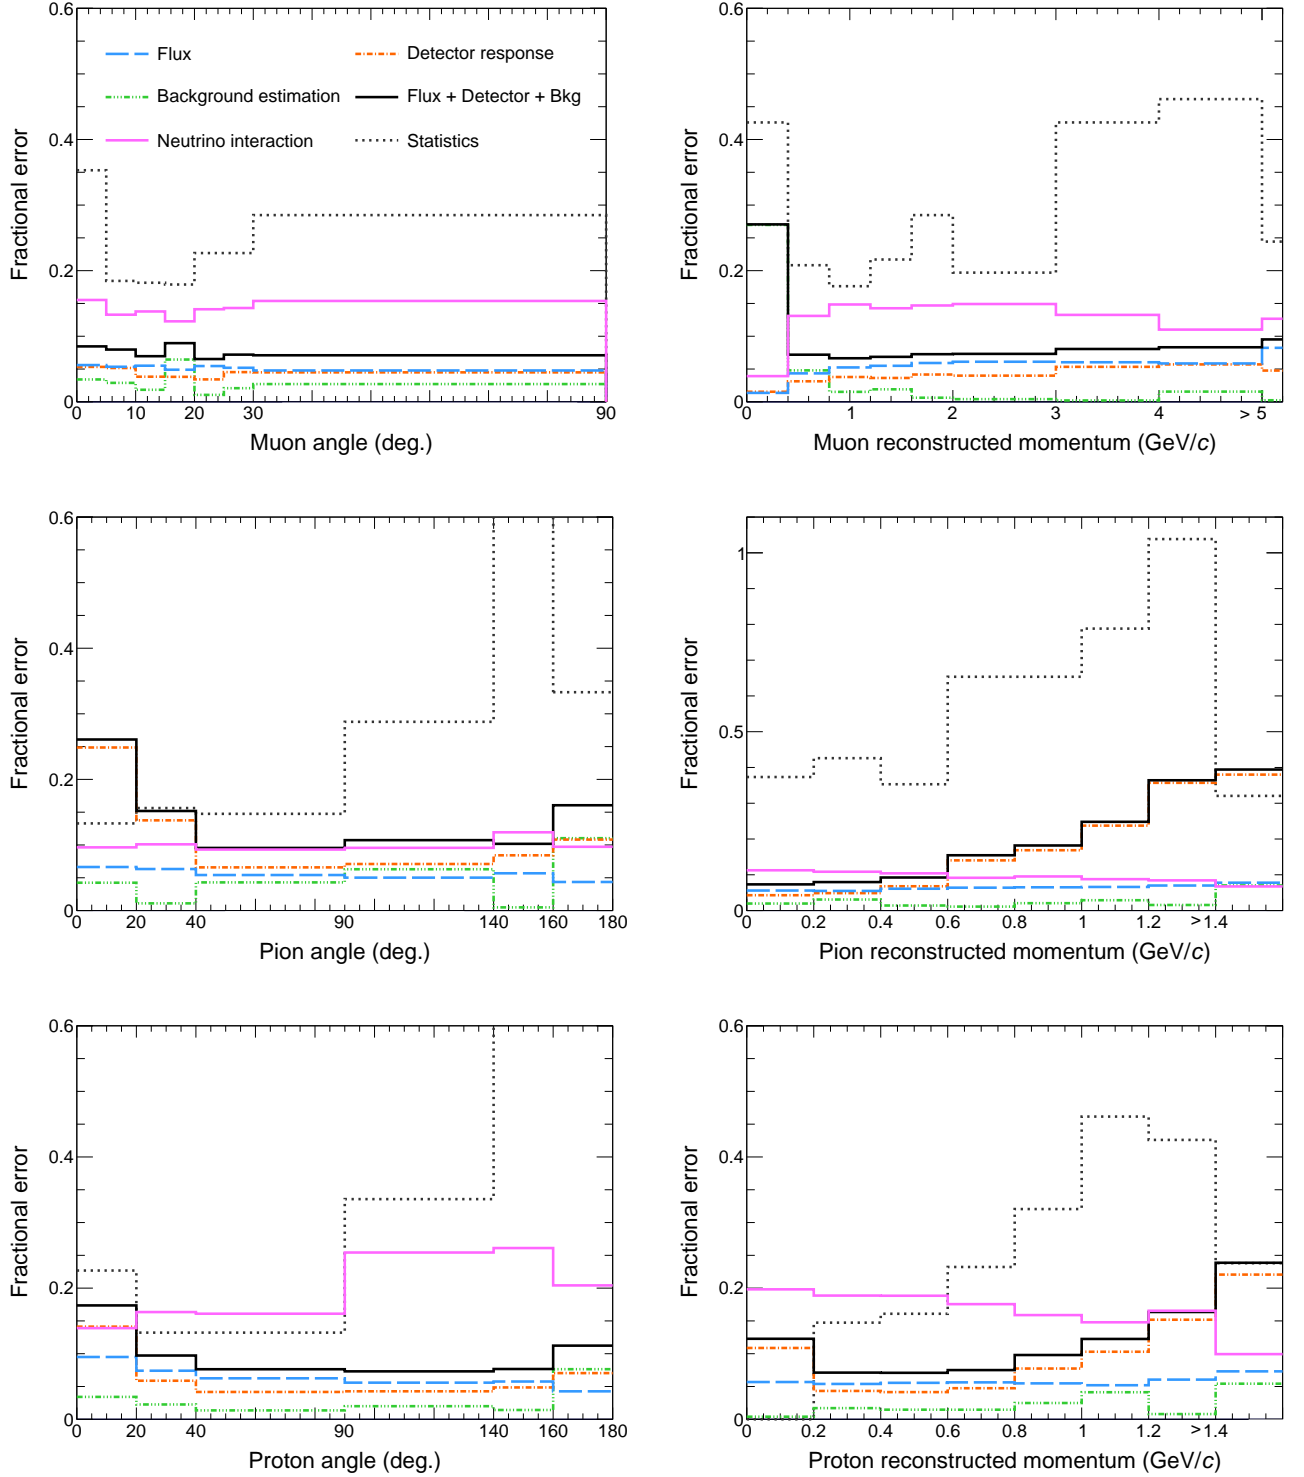 0.6
0.4
0.2
0
Fractional error
Flux
Detector response
Background estimation
Flux + Detector + Bkg
Neutrino interaction
Statistics
0 10 20 30 90
Muon angle (deg.)
0.6
0.4
0.2
0
Fractional error
0 1 2 3 4 > 5
Muon reconstructed momentum (GeV/c)
0.6
0.4
0.2
0
Fractional error
0 20 40 90 140 160 180
Pion angle (deg.)
1
0.5
0
Fractional error
0 0.2 0.4 0.6 0.8 1 1.2 >1.4
Pion reconstructed momentum (GeV/c)
0.6
0.4
0.2
0
Fractional error
0 20 40 90 140 160 180
Proton angle (deg.)
0.6
0.4
0.2
0
Fractional error
0 0.2 0.4 0.6 0.8 1 1.2 >1.4
Proton reconstructed momentum (GeV/c)